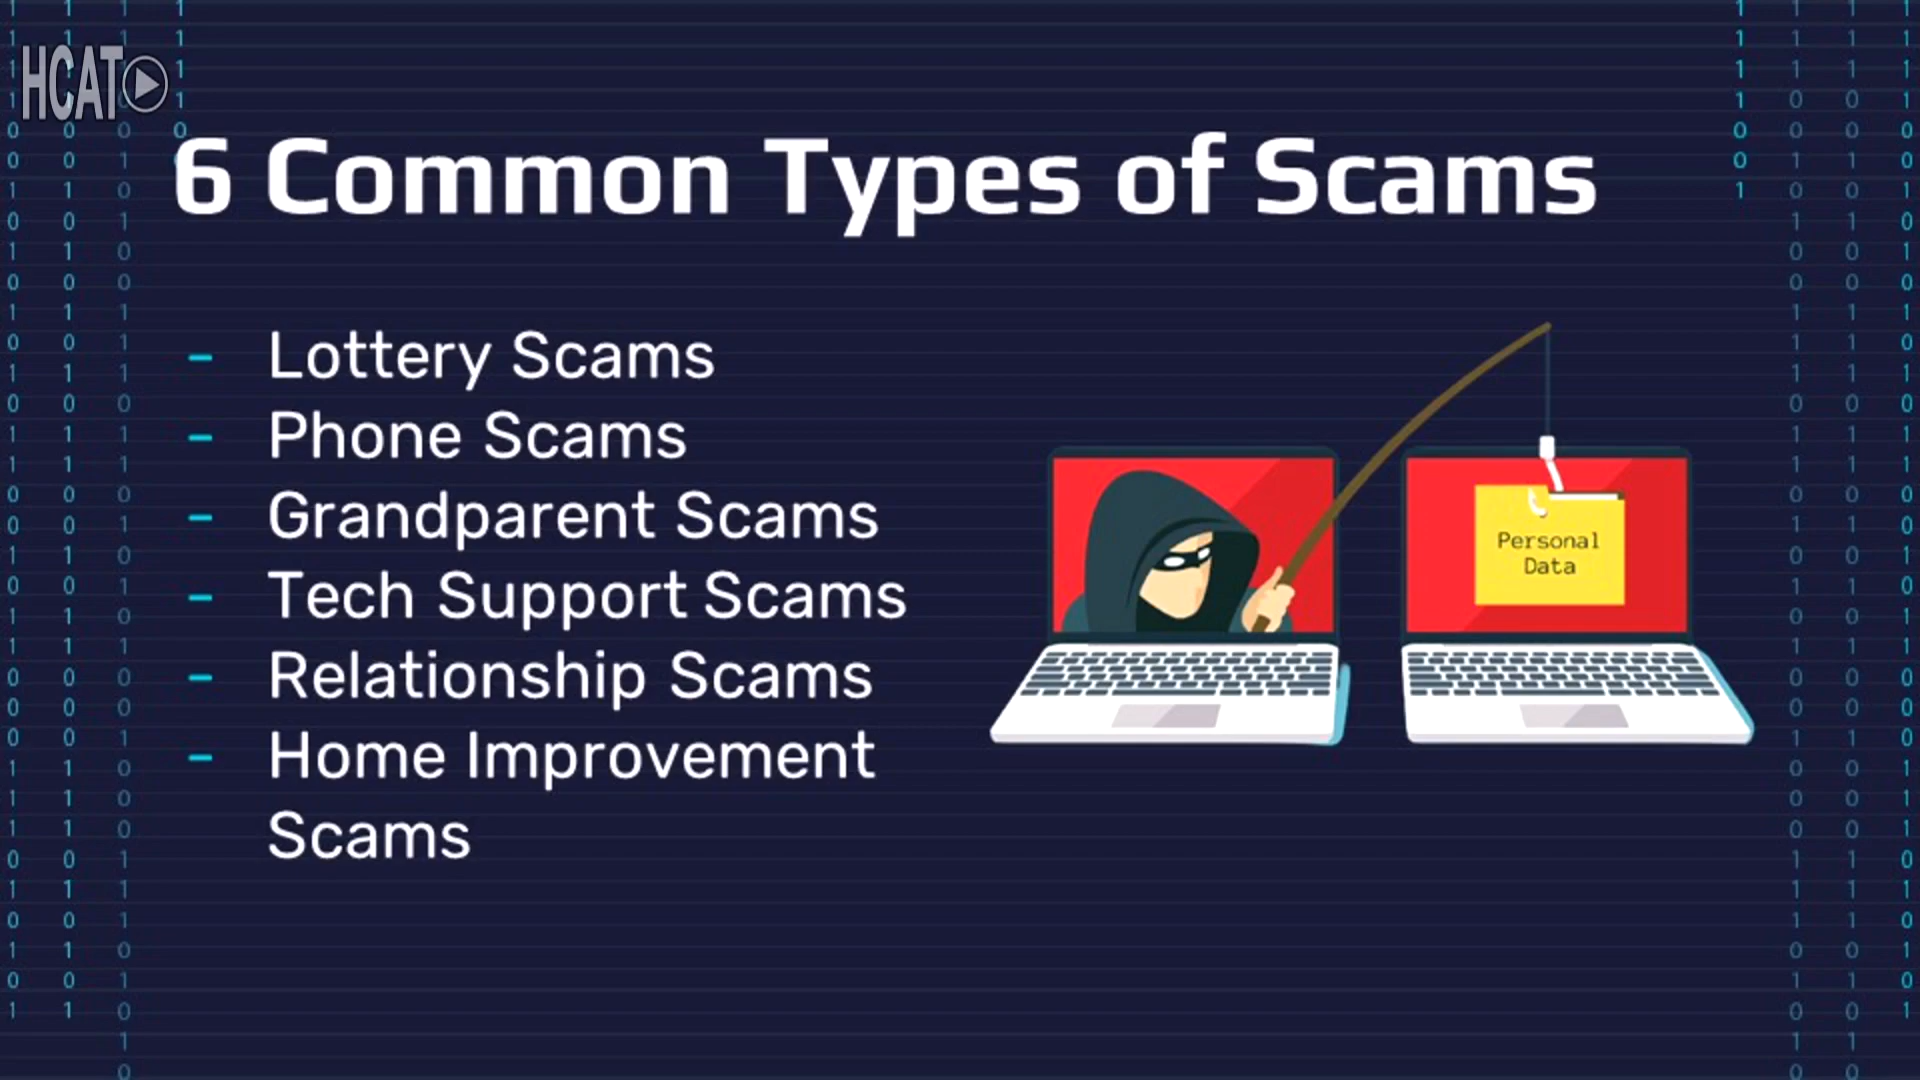 HCAT
6 Common Types of Scams
- Lottery Scams
- Phone Scams
- Grandparent Scams
- Tech Support Scams
- Relationship Scams
- Home Improvement
Scams
Personal
Data